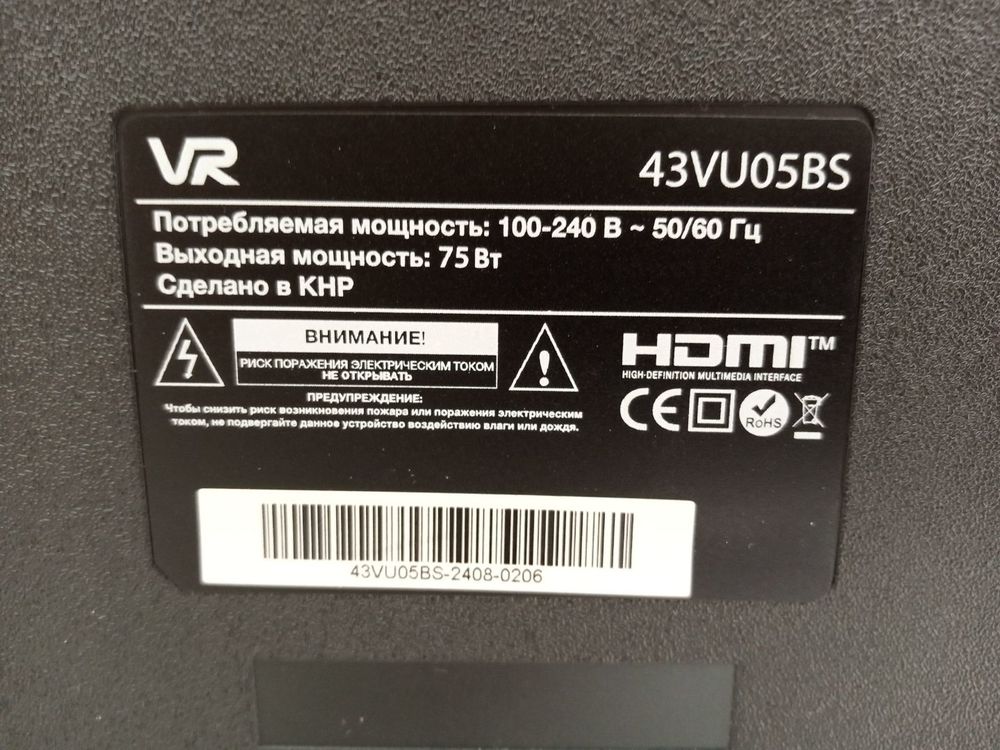 VR
43VU05BS
Потребляемая мощность: 100-240 В ~ 50/60 Гц
Выходная мощность: 75 Вт
Сделано в КНР
ВНИМАНИЕ!
РИСК ПОРАЖЕНИЯ ЭЛЕКТРИЧЕСКИМ ТОКОМ
НЕ ОТКРЫВАТЬ
ПРЕДУПРЕЖДЕНИЕ:
Чтобы снизить риск возникновения пожара или поражения электрическим
током, не подвергайте данное устройство воздействию влаги или дождя.
HDMI™
HIGH-DEFINITION MULTIMEDIA INTERFACE
CE
RoHS
43VU05BS-2408-0206